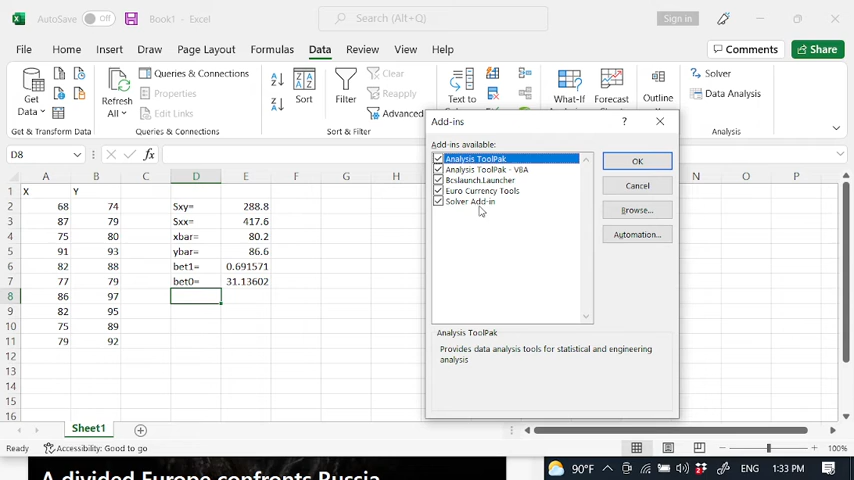 AutoSave Off Book1 - Excel Search (Alt+Q) Sign in
File Home Insert Draw Page Layout Formulas Data Review View Help Comments Share
Get Data
Queries & Connections
Properties
Edit Links
Refresh All
Sort
Filter
Clear
Reapply
Advanced
Text to
What-If
Forecast
Outline
Solver
Data Analysis
Get & Transform Data Queries & Connections Sort & Filter Analysis
D8 fx
A B C D E F G H N O P
1 X Y
2 68 74 Sxy= 288.8
3 87 79 Sxx= 417.6
4 75 80 xbar= 80.2
5 91 93 ybar= 86.6
6 82 88 bet1= 0.691571
7 77 79 bet0= 31.13602
8 86 97
9 82 95
10 75 89
11 79 92
12
13
14
15
16
Add-ins ?
Add-ins available:
Analysis ToolPak
Analysis ToolPak - VBA
Bcslaunch.Launcher
Euro Currency Tools
Solver Add-in
OK
Cancel
Browse...
Automation...
Analysis ToolPak
Provides data analysis tools for statistical and engineering
analysis
Sheet1
Ready Accessibility: Good to go 100%
A divided Europe confronts Russia
90°F ENG 1:33 PM